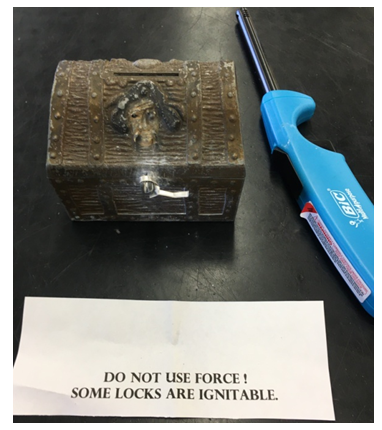 BIC
DO NOT USE FORCE !
SOME LOCKS ARE IGNITABLE.